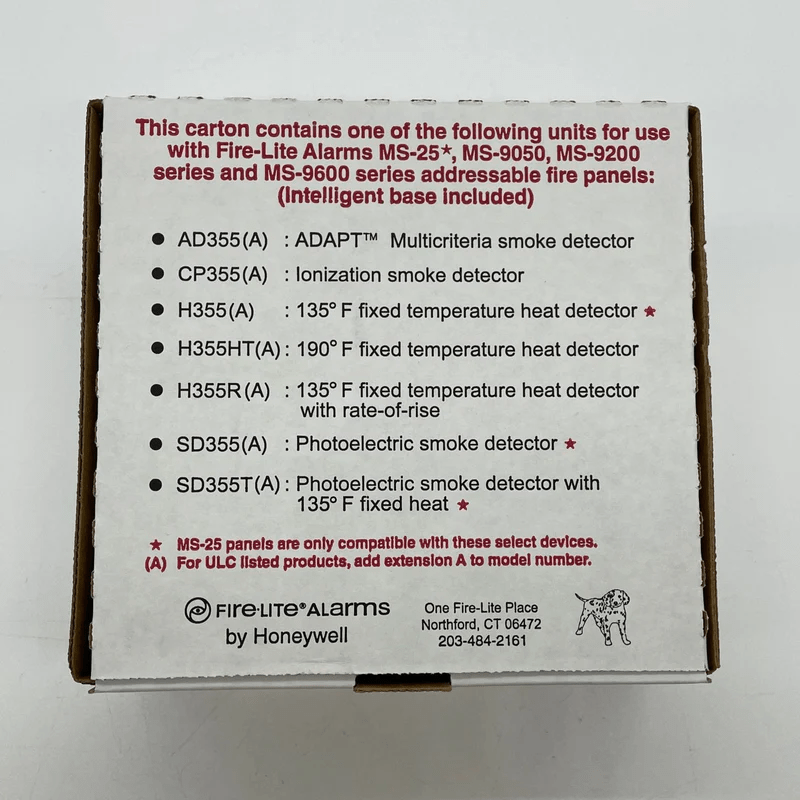 This carton contains one of the following units for use
with Fire-Lite Alarms MS-25★, MS-9050, MS-9200
series and MS-9600 series addressable fire panels:
(Intelligent base included)
● AD355(A) : ADAPT™ Multicriteria smoke detector
● CP355(A) : Ionization smoke detector
● H355(A) : 135° F fixed temperature heat detector ★
● H355HT(A) : 190° F fixed temperature heat detector
● H355R(A) : 135° F fixed temperature heat detector
with rate-of-rise
● SD355(A) : Photoelectric smoke detector ★
● SD355T(A) : Photoelectric smoke detector with
135° F fixed heat ★
★ MS-25 panels are only compatible with these select devices.
(A) For ULC listed products, add extension A to model number.
FIRE·LITE® ALARMS
by Honeywell
One Fire-Lite Place
Northford, CT 06472
203-484-2161